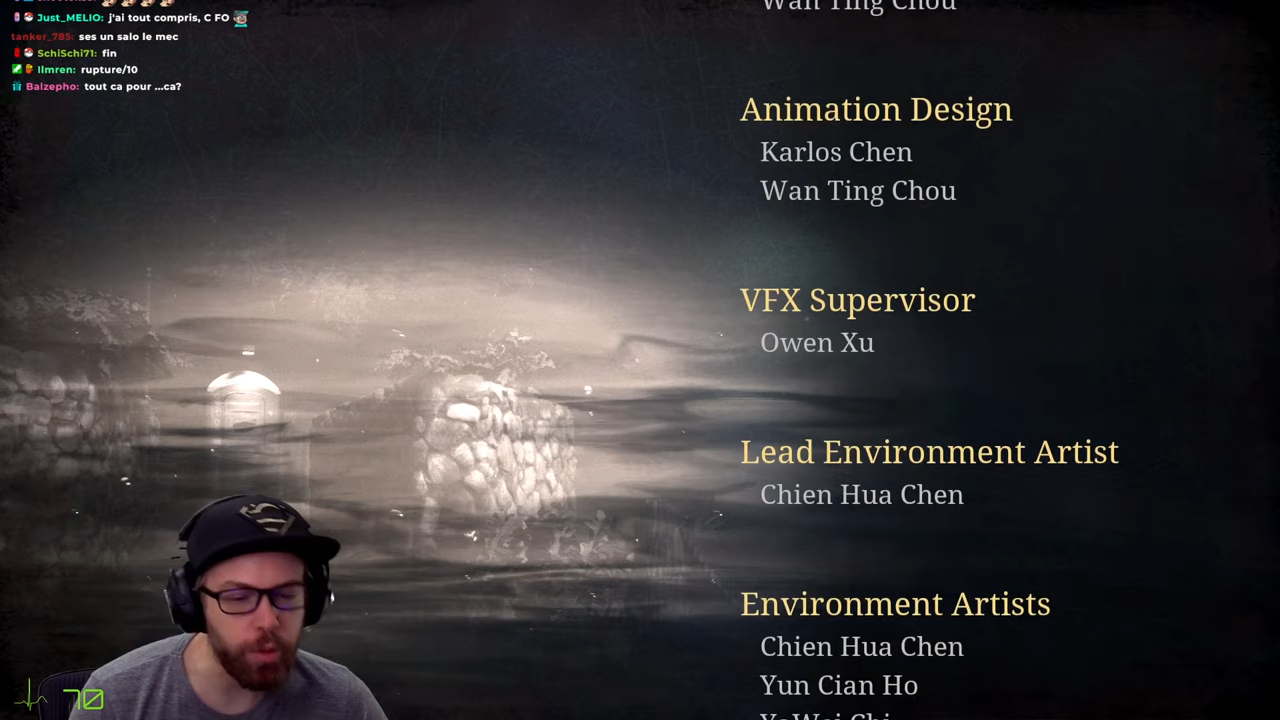 Just_MELIO: j'ai tout compris, C FO
tanker_785: ses un salo le mec
SchiSchi71: fin
Ilmren: rupture/10
Balzepho: tout ca pour ...ca?
Wan Ting Chou
Animation Design
Karlos Chen
Wan Ting Chou
VFX Supervisor
Owen Xu
Lead Environment Artist
Chien Hua Chen
Environment Artists
Chien Hua Chen
Yun Cian Ho
70